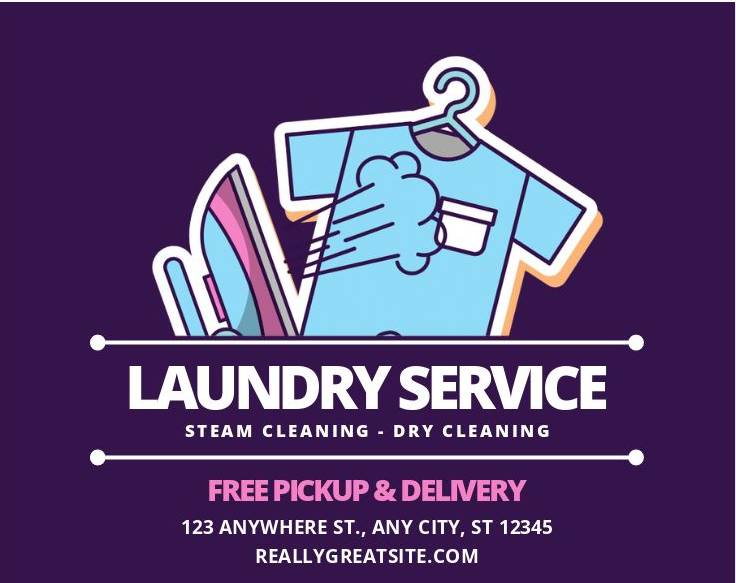 LAUNDRY SERVICE
STEAM CLEANING - DRY CLEANING
FREE PICKUP & DELIVERY
123 ANYWHERE ST., ANY CITY, ST 12345
REALLYGREATSITE.COM